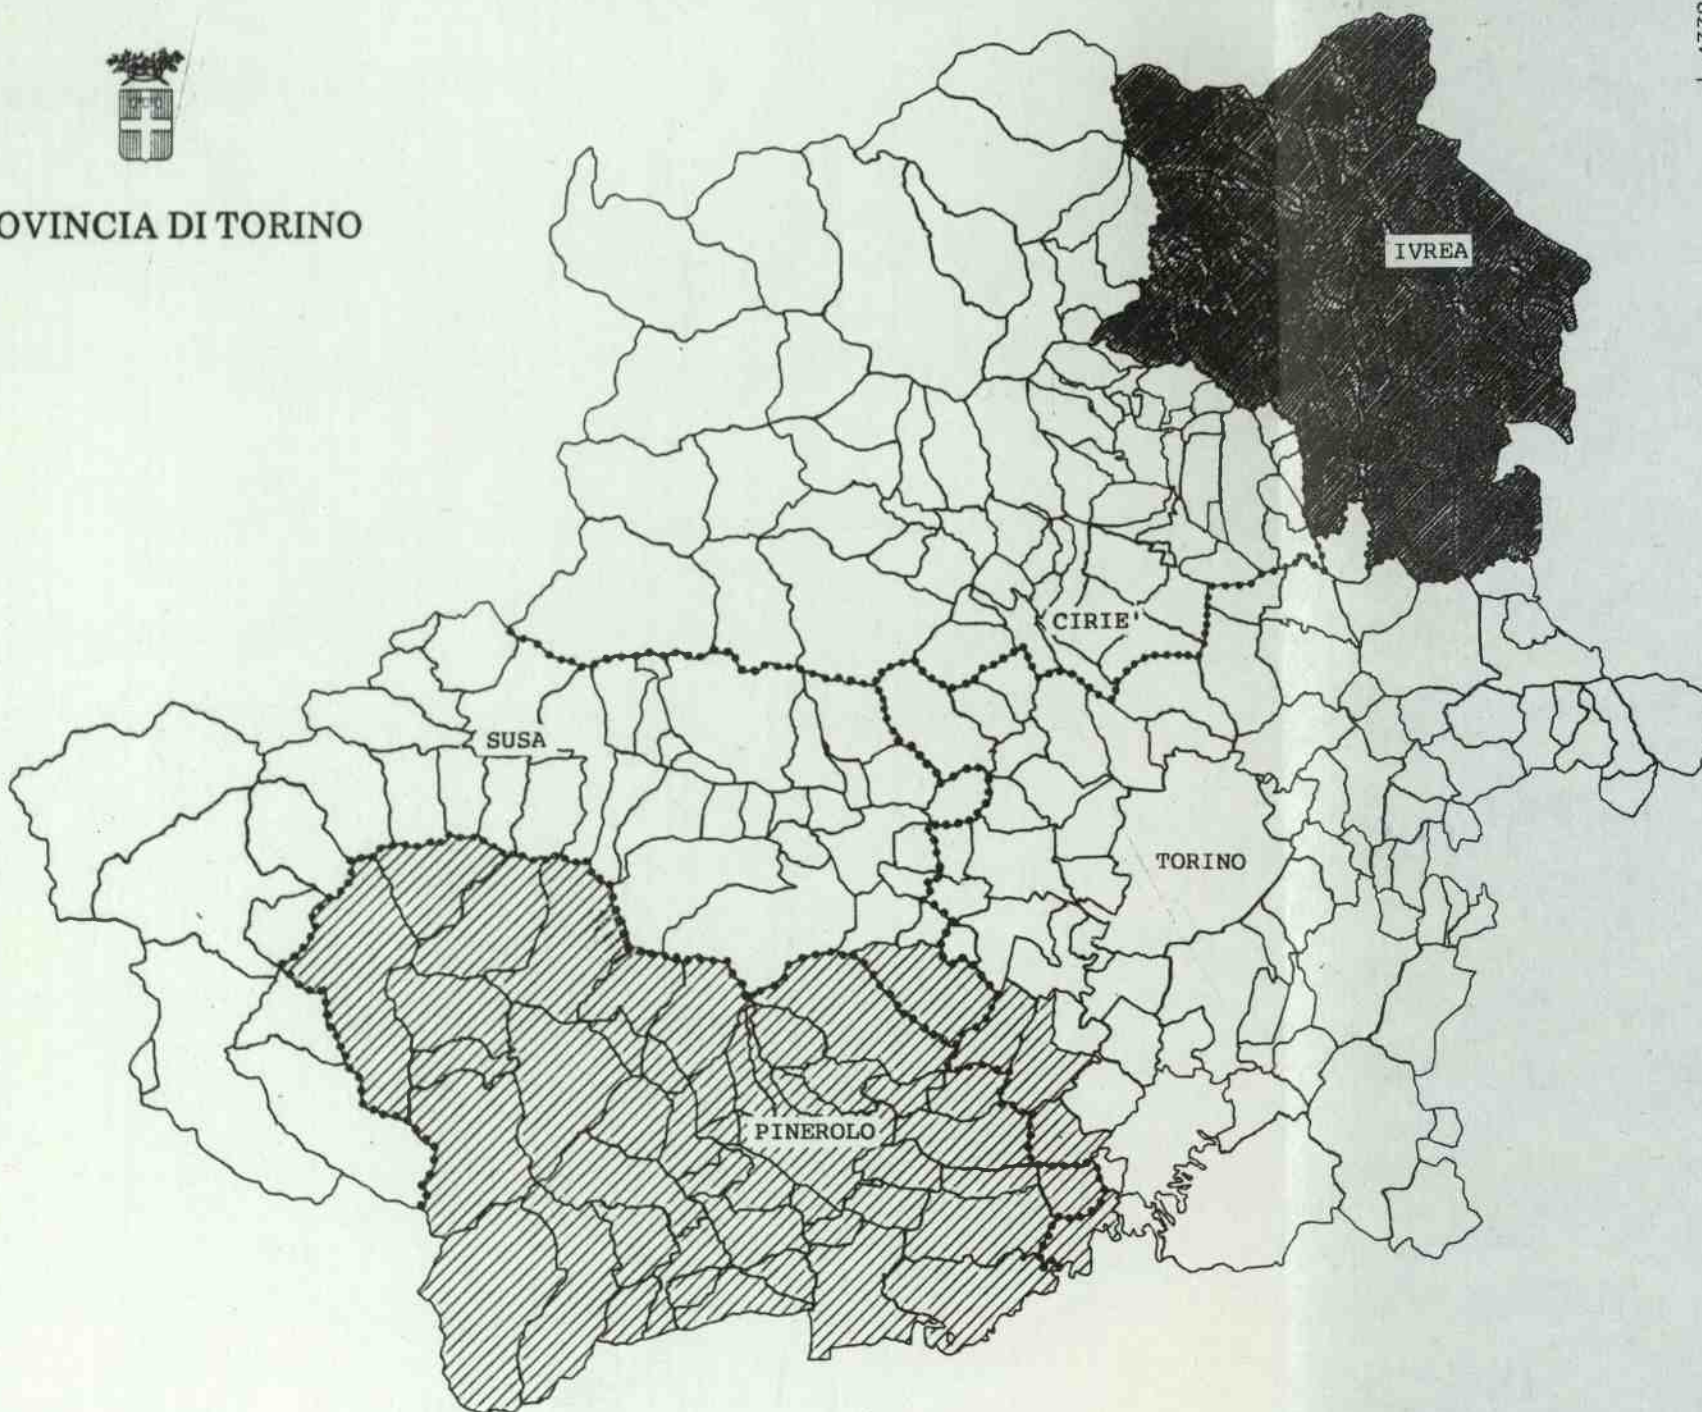 OVINCIA DI TORINO
IVREA
CIRIE'
SUSA
TORINO
PINEROLO